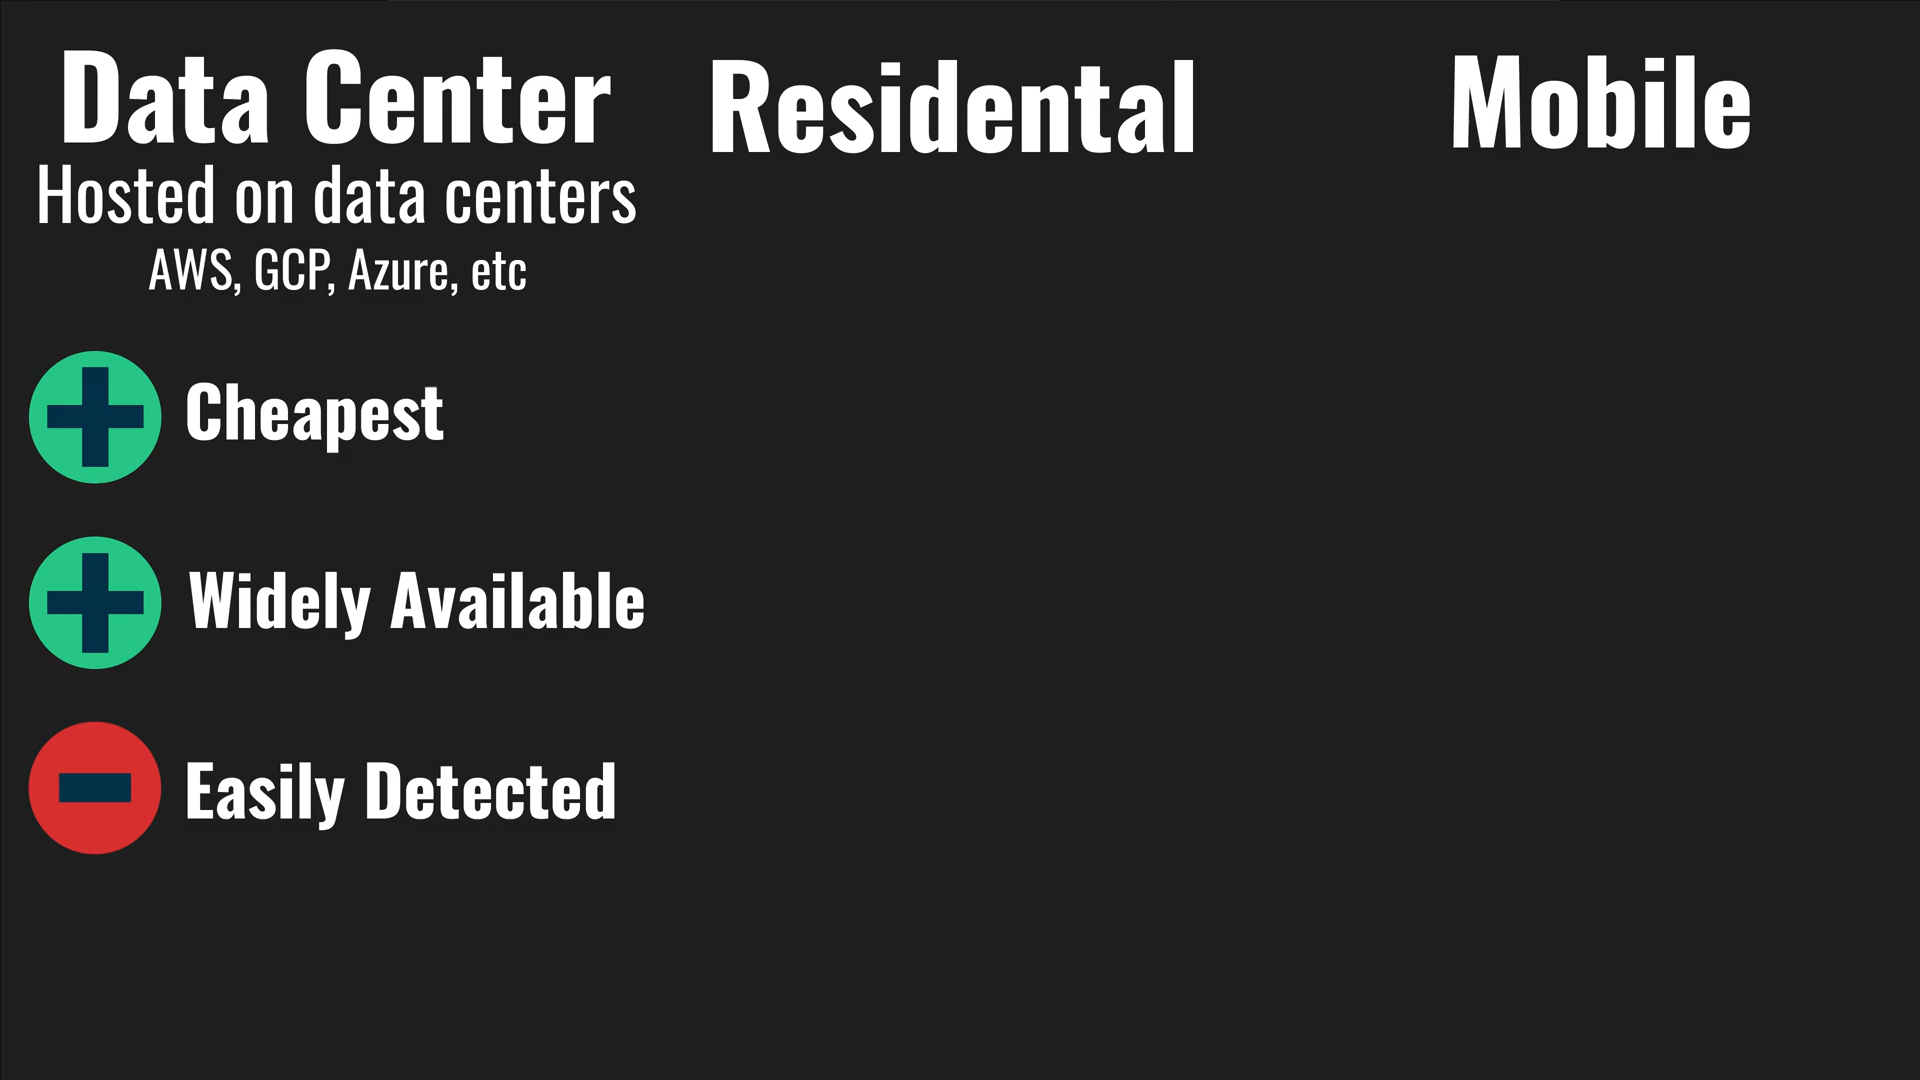 Data Center
Hosted on data centers
AWS, GCP, Azure, etc
Cheapest
Widely Available
Easily Detected
Residental
Mobile